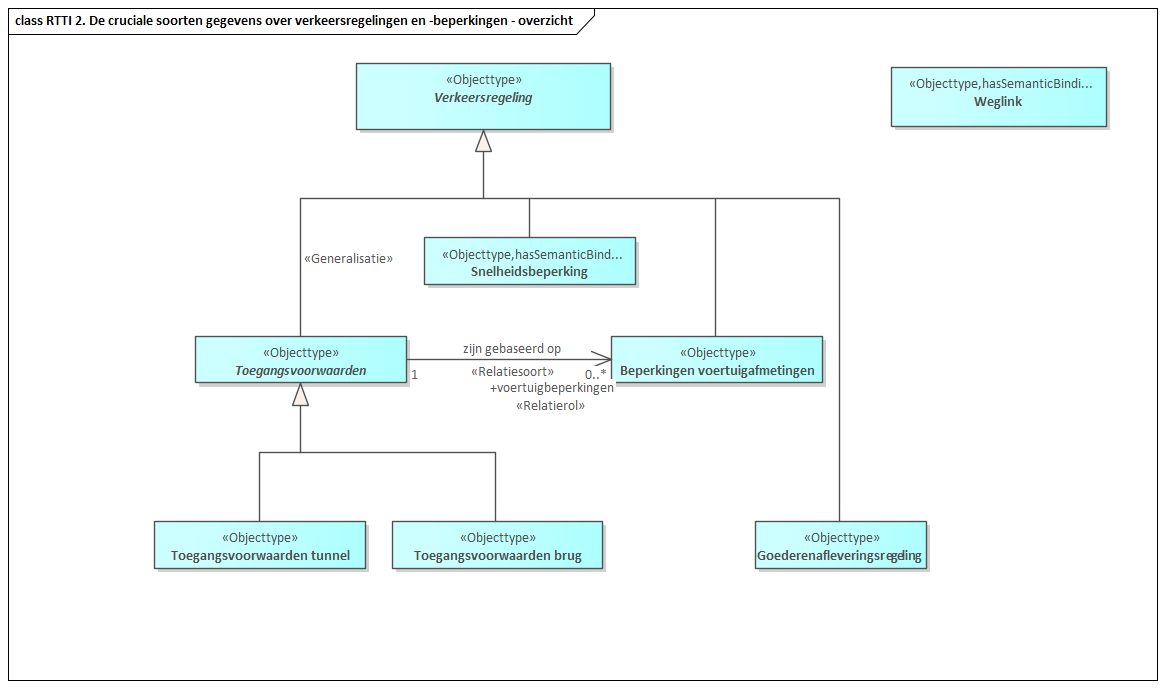 class RTTI 2. De cruciale soorten gegevens over verkeersregelingen en -beperkingen - overzicht
«Objecttype»
Verkeersregeling
«Objecttype,hasSemanticBindi...
Weglink
«Generalisatie»
«Objecttype,hasSemanticBind...
Snelheidsbeperking
«Objecttype»
Toegangsvoorwaarden
zijn gebaseerd op
«Relatiesoort»
1
0..*
+voertuigbeperkingen
«Relatierol»
«Objecttype»
Beperkingen voertuigafmetingen
«Objecttype»
Toegangsvoorwaarden tunnel
«Objecttype»
Toegangsvoorwaarden brug
«Objecttype»
Goederenafleveringsregeling